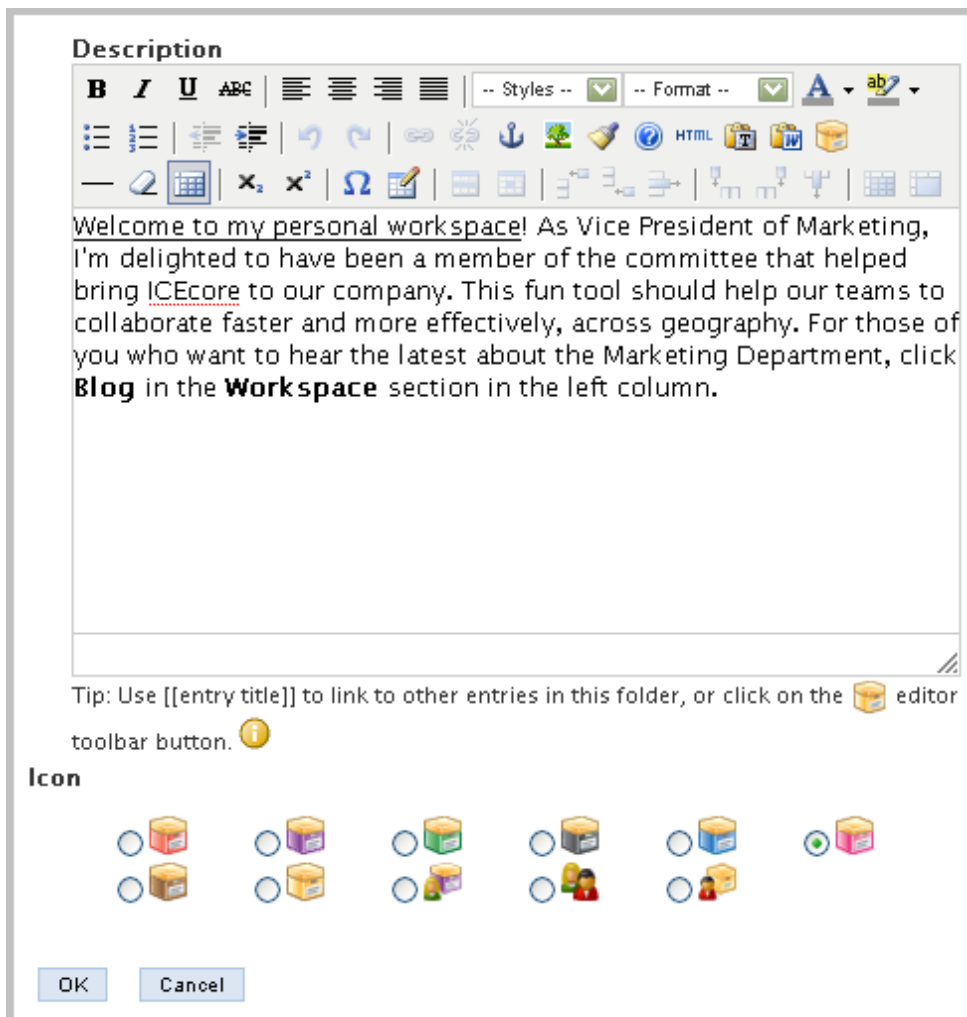 Description
B I U ABC -- Styles -- -- Format -- A ab
HTML T W
x₂ x² Ω
Welcome to my personal workspace! As Vice President of Marketing,
I'm delighted to have been a member of the committee that helped
bring ICEcore to our company. This fun tool should help our teams to
collaborate faster and more effectively, across geography. For those of
you who want to hear the latest about the Marketing Department, click
Blog in the Workspace section in the left column.
Tip: Use [[entry title]] to link to other entries in this folder, or click on the editor
toolbar button.
Icon
OK Cancel